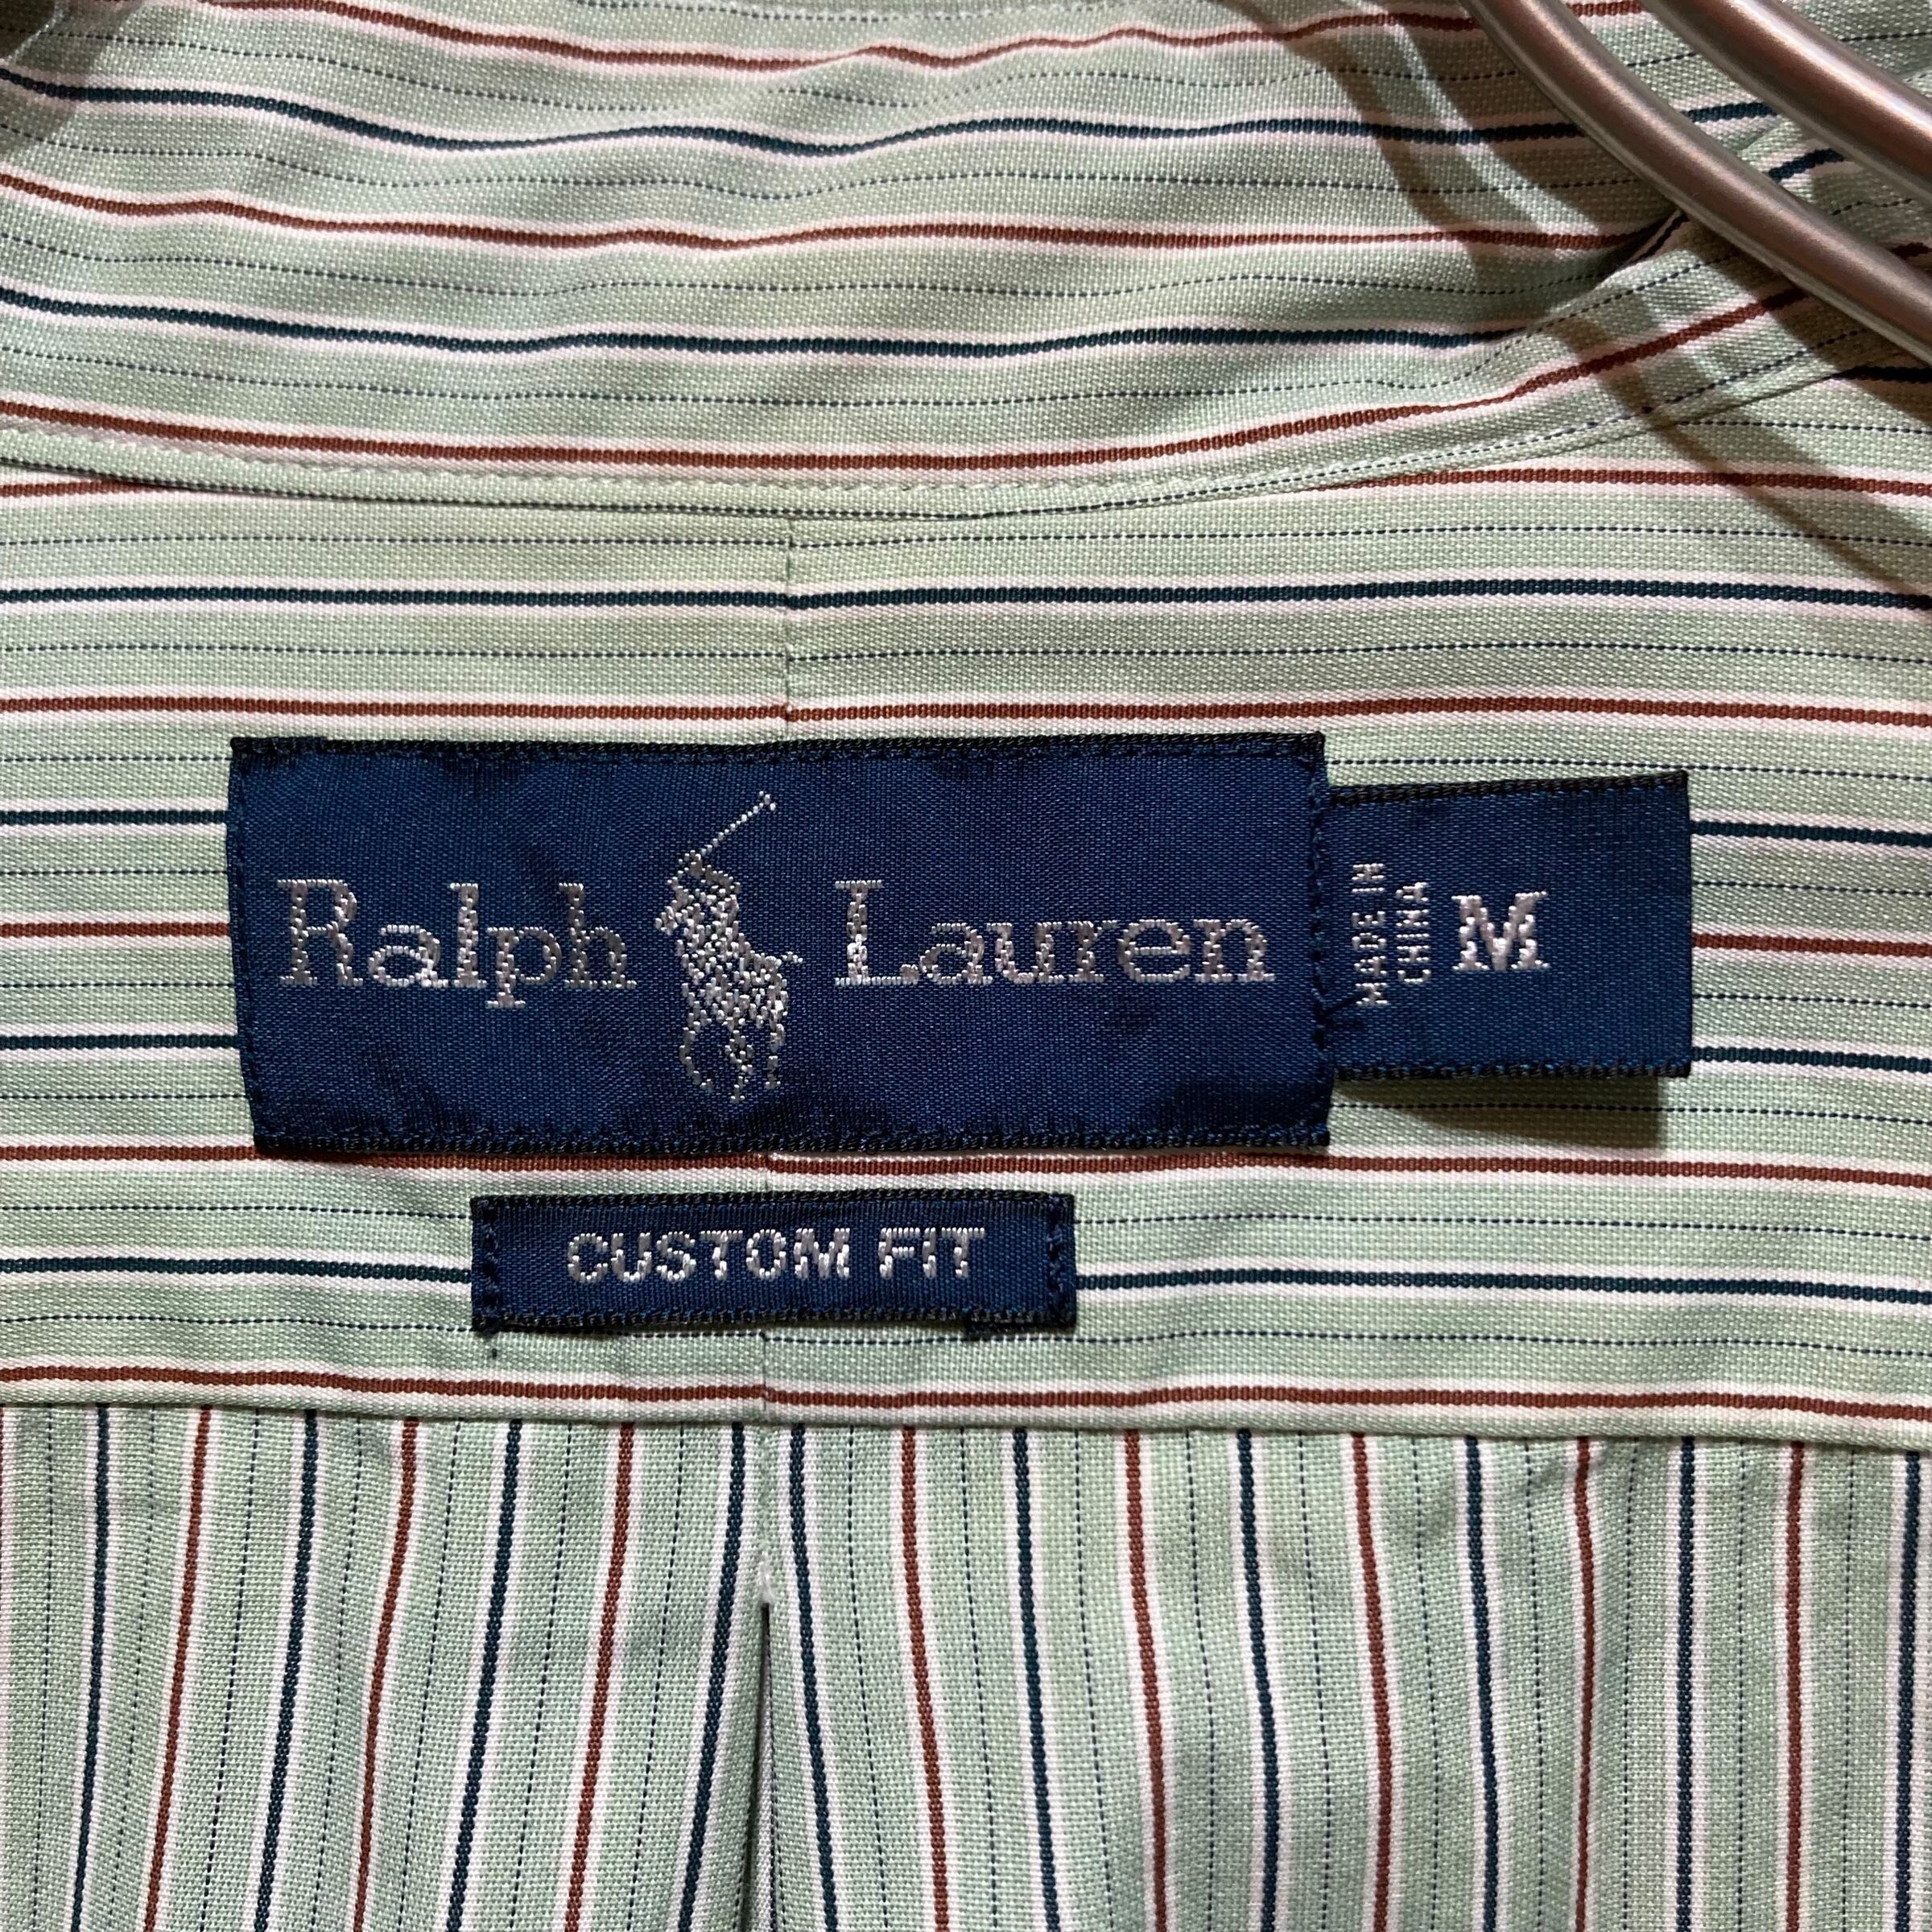 Ralph Lauren
MADE IN
CHINA
M
CUSTOM FIT